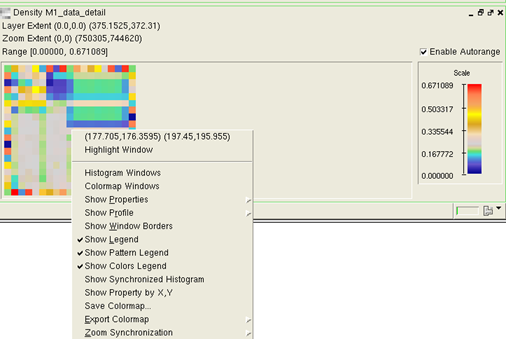 Density M1_data_detail
Layer Extent (0.0,0.0) (375.1525,372.31)
Zoom Extent (0,0) (750305,744620)
Range [0.00000, 0.671089]
Enable Autorange
Scale
0.671089
0.503317
0.335544
0.167772
0.000000
(177.705,176.3595) (197.45,195.955)
Highlight Window
Histogram Windows
Colormap Windows
Show Properties
Show Profile
Show Window Borders
Show Legend
Show Pattern Legend
Show Colors Legend
Show Synchronized Histogram
Show Property by X,Y
Save Colormap...
Export Colormap
Zoom Synchronization